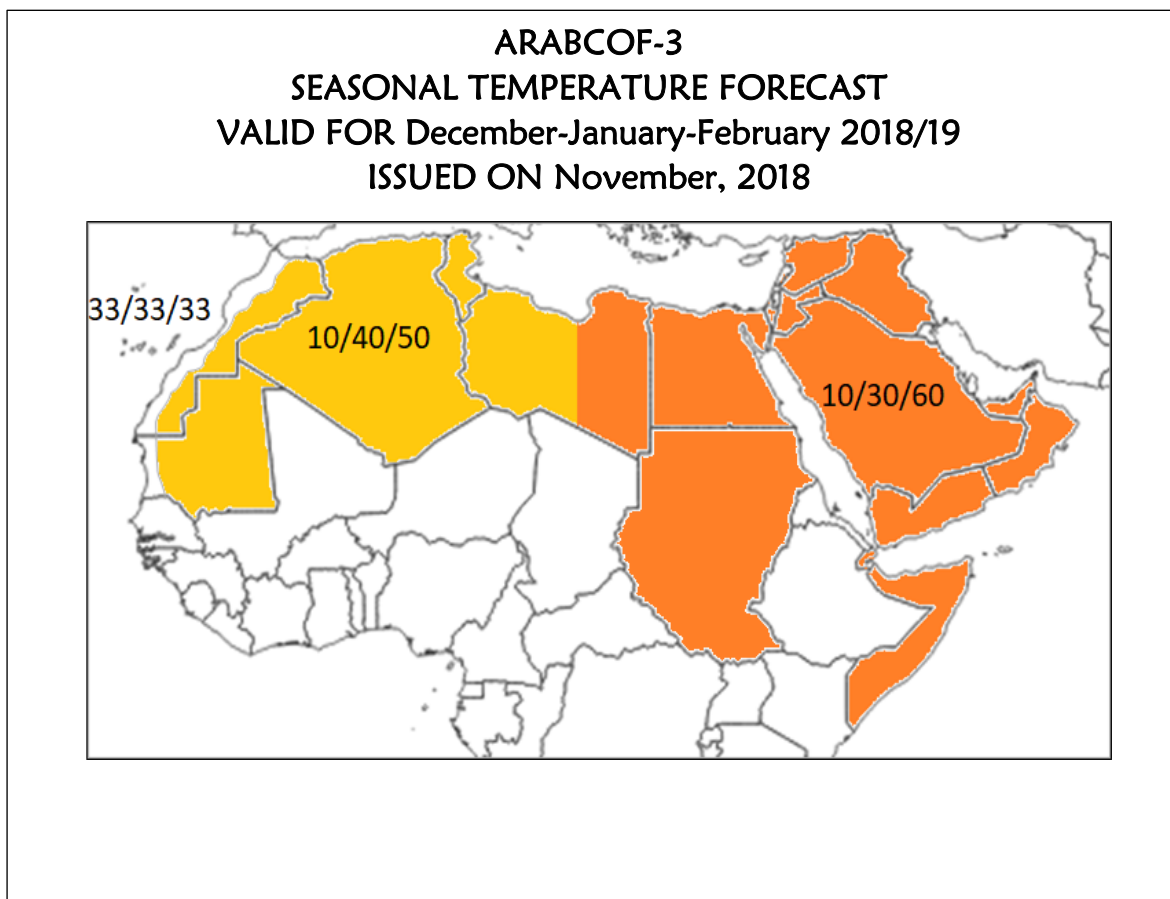 ARABCOF-3
SEASONAL TEMPERATURE FORECAST
VALID FOR December-January-February 2018/19
ISSUED ON November, 2018
33/33/33
10/40/50
10/30/60